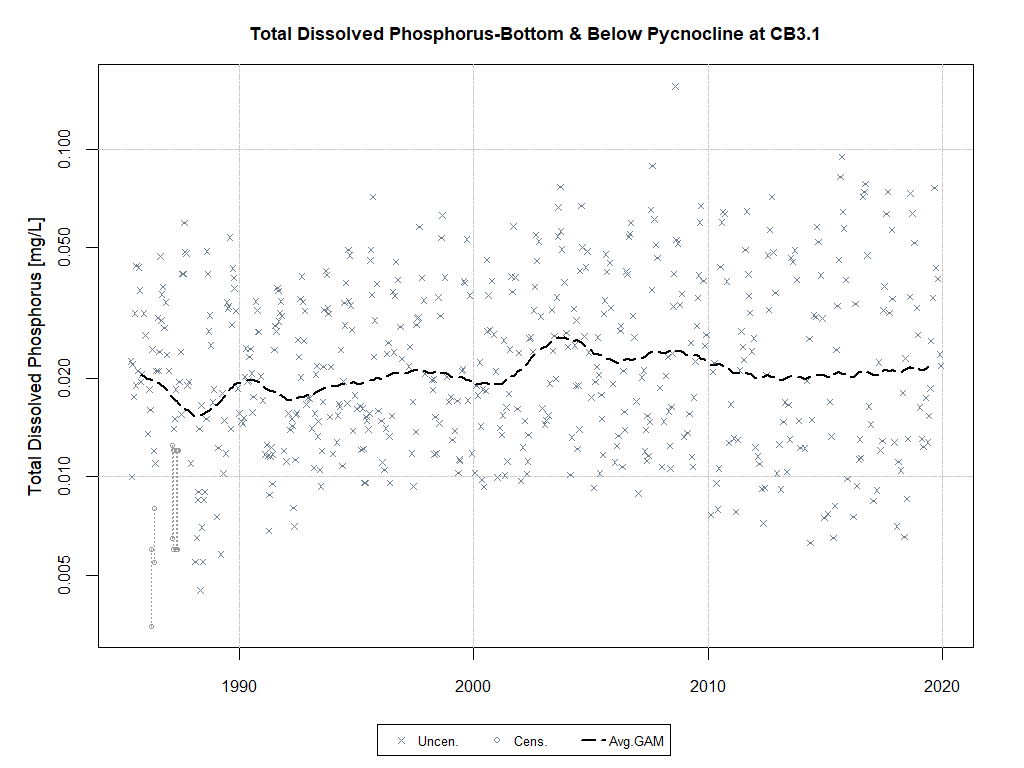 Total Dissolved Phosphorus-Bottom & Below Pycnocline at CB3.1
Total Dissolved Phosphorus [mg/L]
0.100
0.050
0.020
0.010
0.005
1990 2000 2010 2020
Uncen. Cens. Avg.GAM